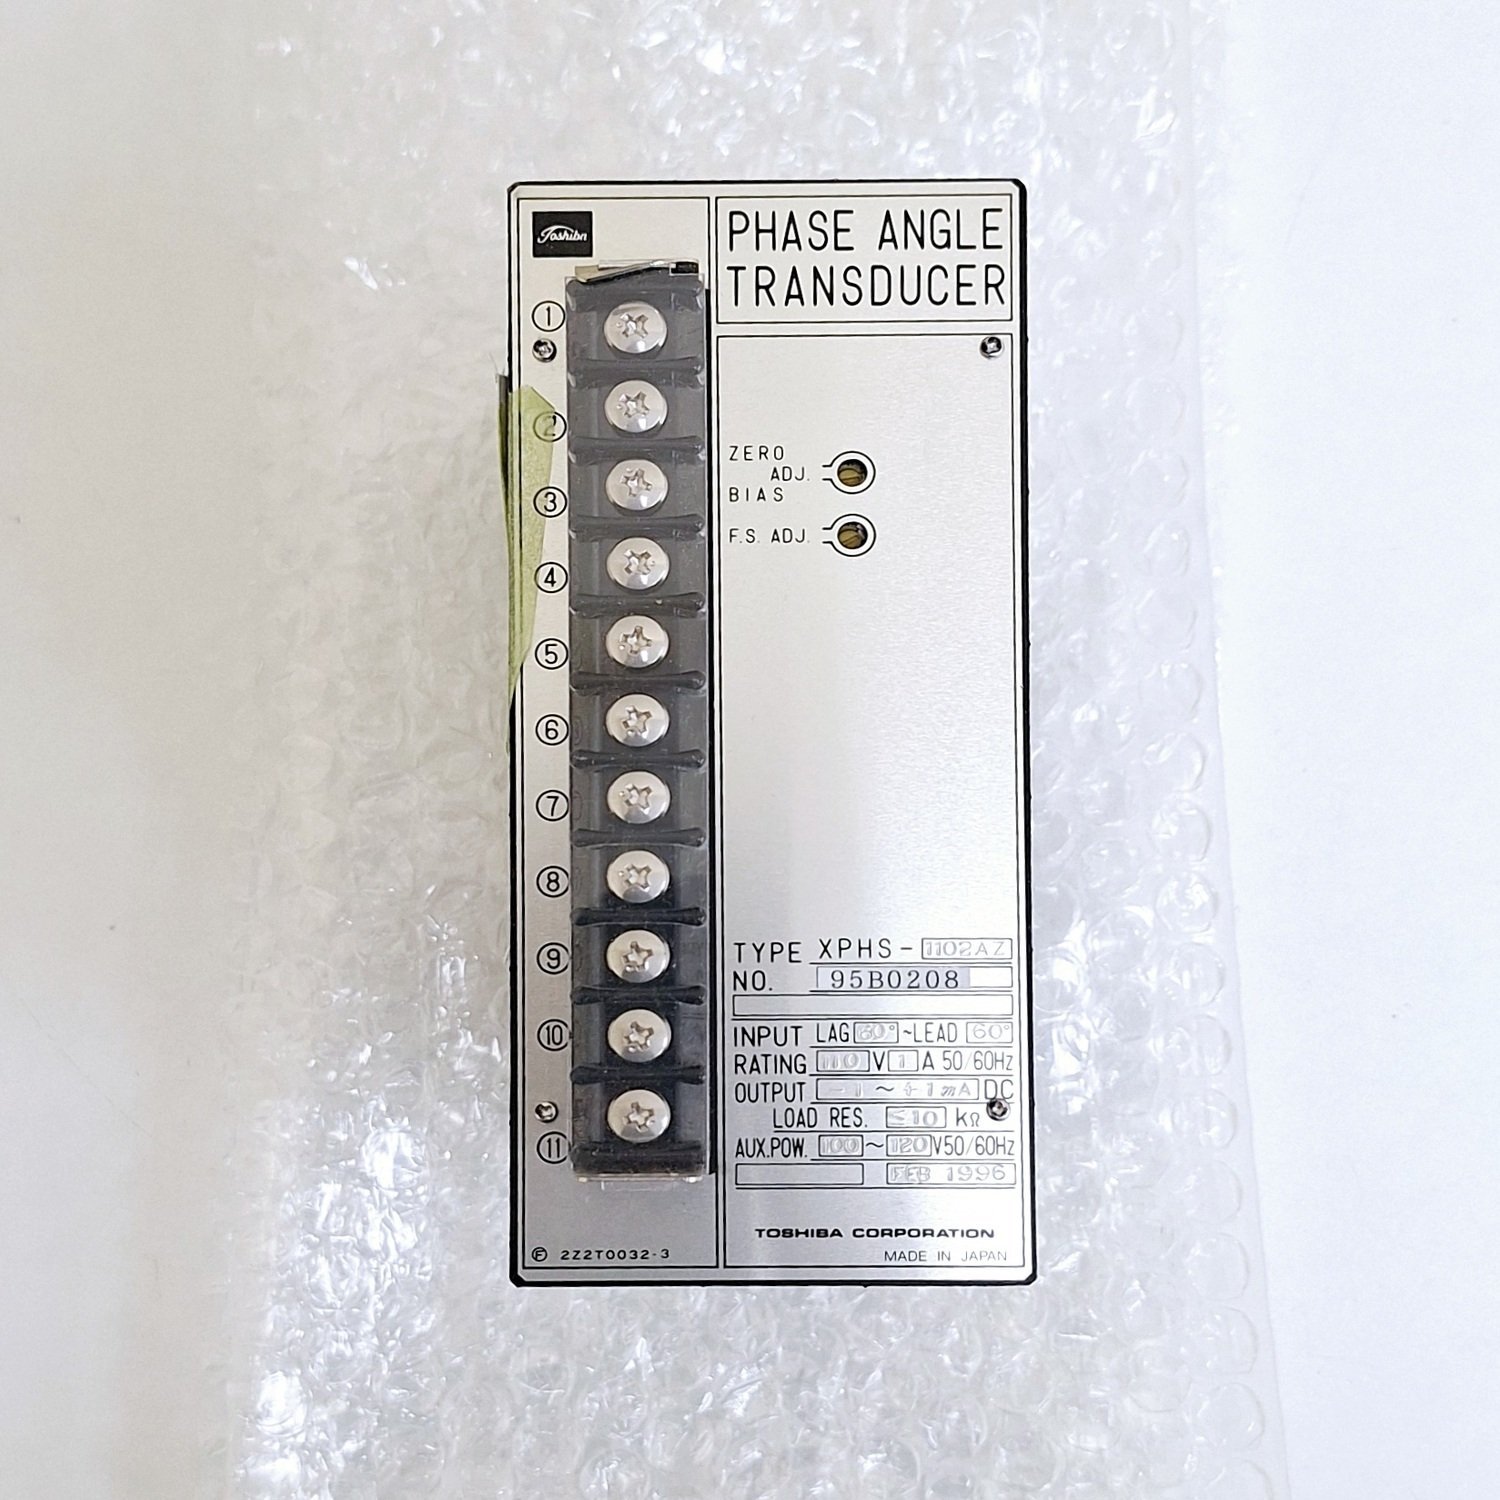 Toshiba
PHASE ANGLE
TRANSDUCER
1
2
3
4
5
6
7
8
9
10
11
ZERO
ADJ.
BIAS
F.S. ADJ.
TYPE XPHS-1102AZ
NO. 95B0208
INPUT LAG 60° ~LEAD 60°
RATING 110 V 1 A 50/60Hz
OUTPUT -1 ~ +1mA DC
LOAD RES. ≤10 kΩ
AUX.POW. 100 ~ 120 V50/60Hz
FEB 1996
TOSHIBA CORPORATION
MADE IN JAPAN
Ⓕ 2Z2T0032-3